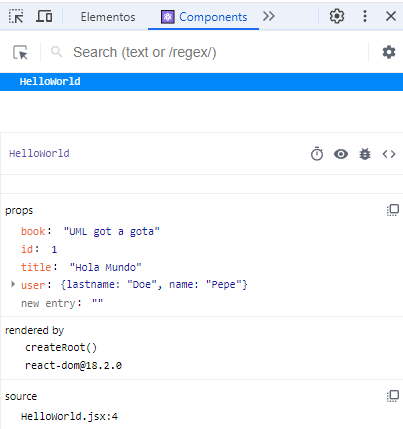 Elementos
Components
Search (text or /regex/)
HelloWorld
HelloWorld
props
book: "UML got a gota"
id: 1
title: "Hola Mundo"
user: {lastname: "Doe", name: "Pepe"}
new entry: ""
rendered by
createRoot()
react-dom@18.2.0
source
HelloWorld.jsx:4